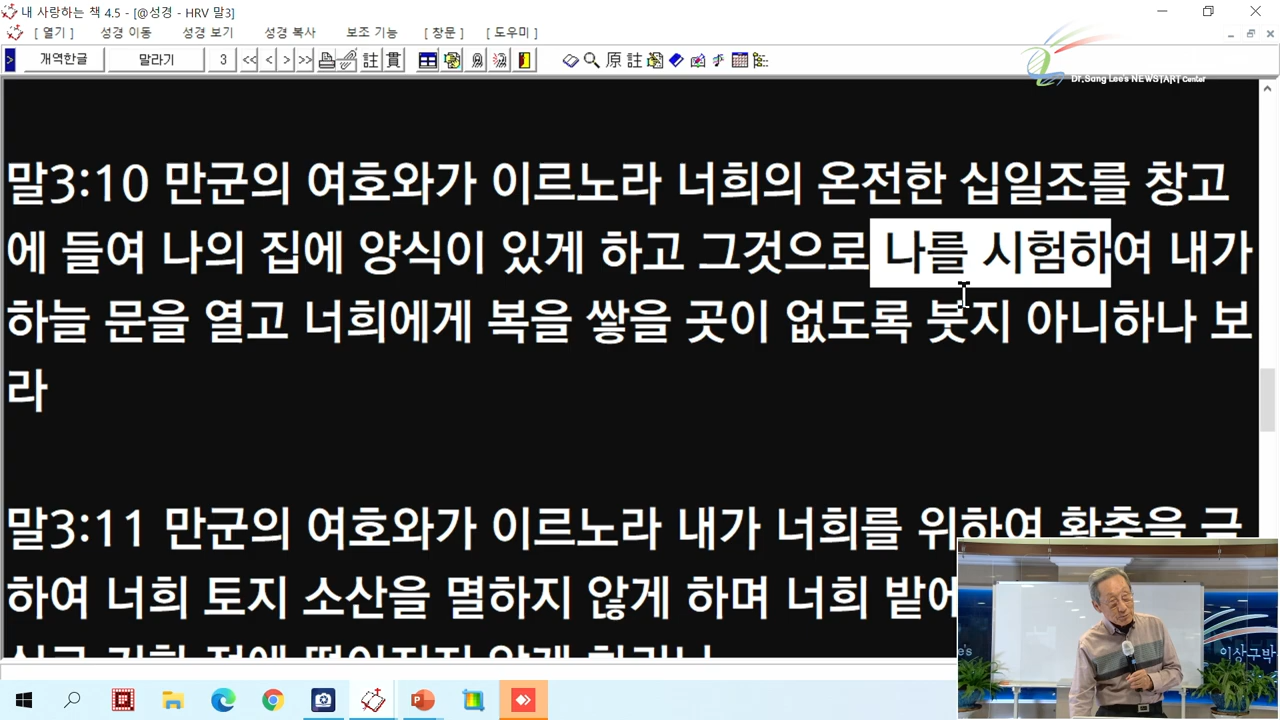 내 사랑하는 책 4.5 - [@성경 - HRV 말3]
[ 열기 ] 성경 이동 성경 보기 성경 복사 보조 기능 [ 창문 ] [ 도우미 ]
개역한글 말라기 3 << < > >> 註 貫 原 註
Dr.Sang Lee's NEWSTART Center
말3:10 만군의 여호와가 이르노라 너희의 온전한 십일조를 창고
에 들여 나의 집에 양식이 있게 하고 그것으로 나를 시험하여 내가
하늘 문을 열고 너희에게 복을 쌓을 곳이 없도록 붓지 아니하나 보
라
말3:11 만군의 여호와가 이르노라 내가 너희를 위하여 황충을 금
하여 너희 토지 소산을 멸하지 않게 하며 너희 밭에
이상구박